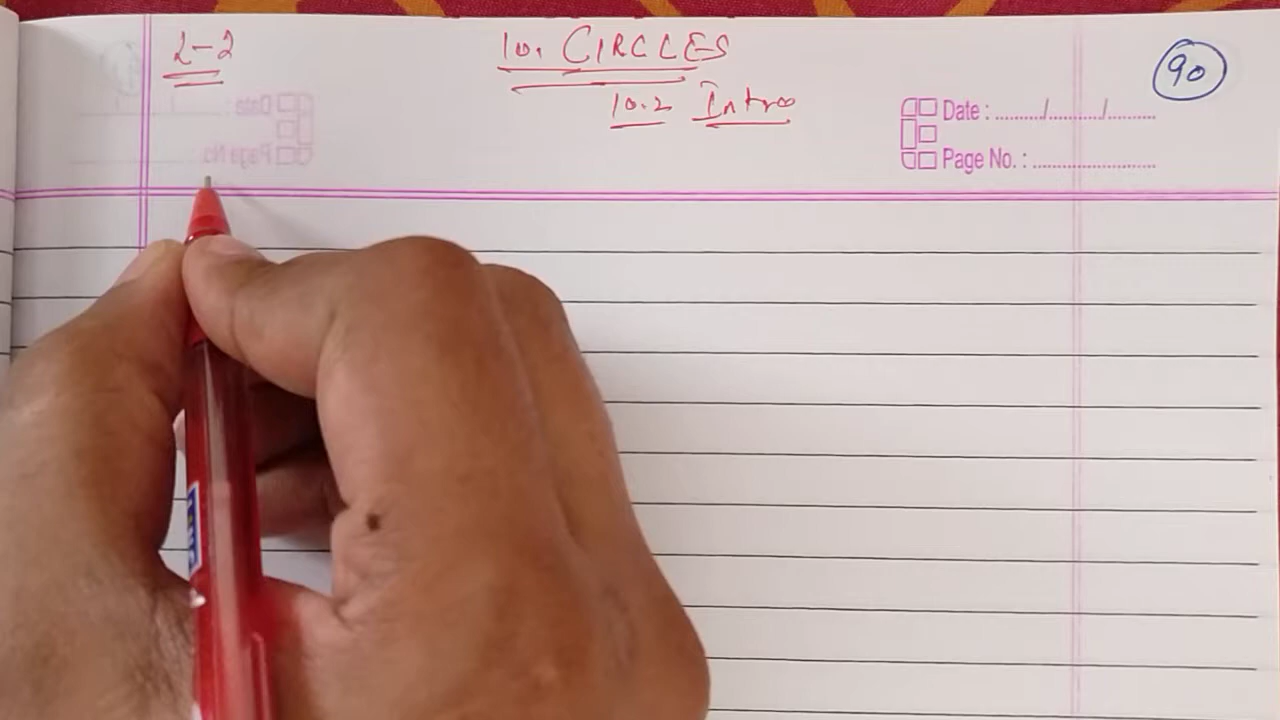 2-2
10. CIRCLES
90
10.2 Intro
Date : ........../........../..........
Page No. : ..............................